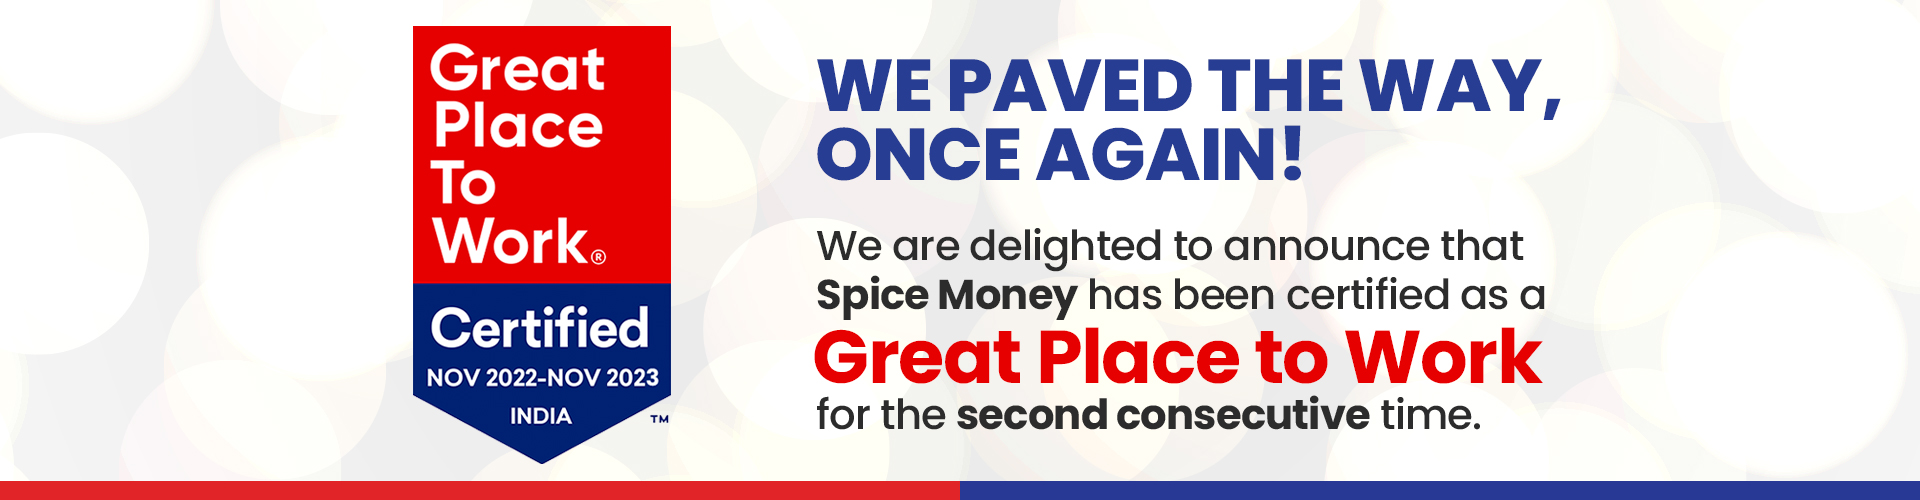 Great
Place
To
Work®
Certified
NOV 2022-NOV 2023
INDIA
TM
WE PAVED THE WAY,
ONCE AGAIN!
We are delighted to announce that
Spice Money has been certified as a
Great Place to Work
for the second consecutive time.